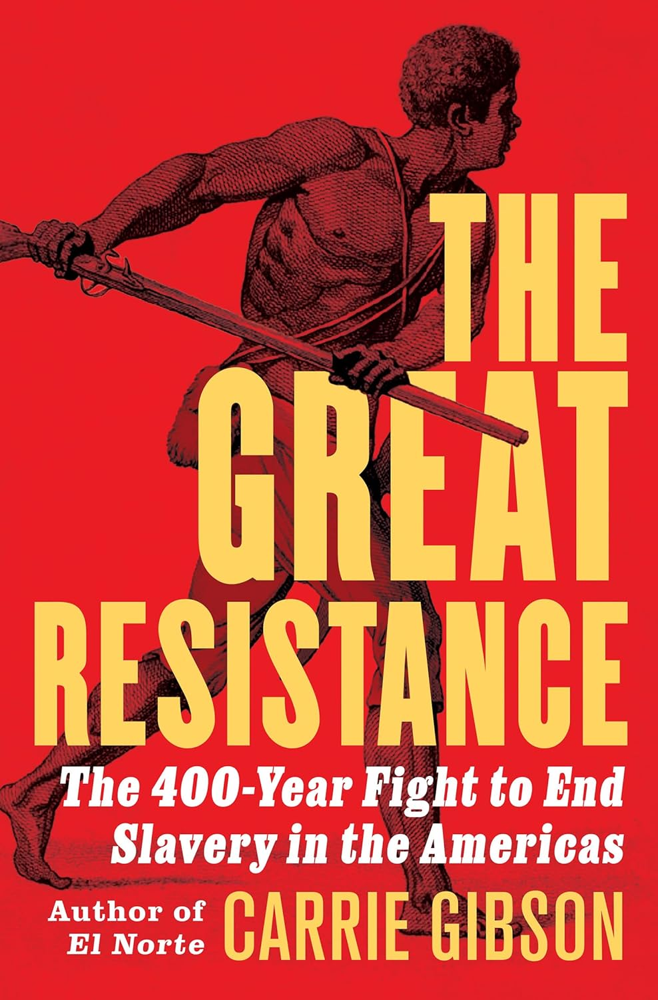 THE
GREAT
RESISTANCE
The 400-Year Fight to End
Slavery in the Americas
Author of
El Norte
CARRIE GIBSON